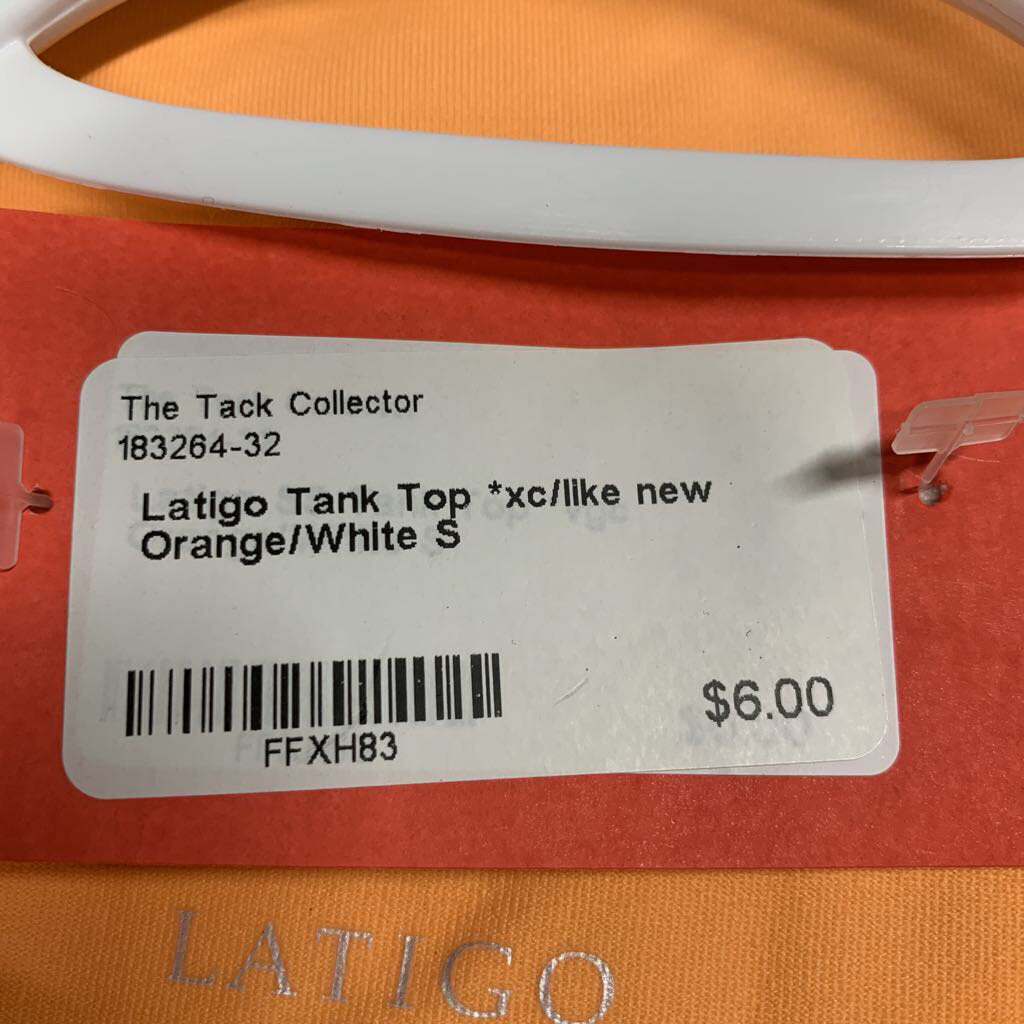 The Tack Collector
183264-32
Latigo Tank Top *xc/like new
Orange/White S
FFXH83
$6.00
LATIGO